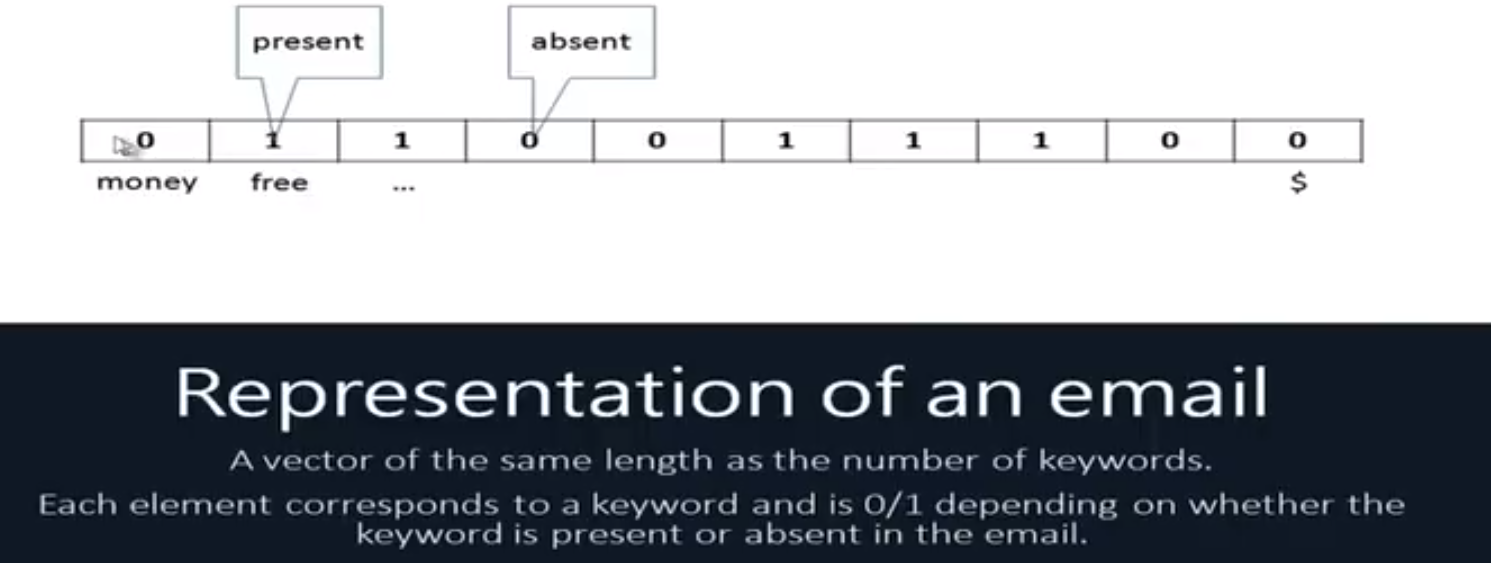 present absent
0 1 1 0 0 1 1 1 0 0
money free ... $
Representation of an email
A vector of the same length as the number of keywords.
Each element corresponds to a keyword and is 0/1 depending on whether the
keyword is present or absent in the email.